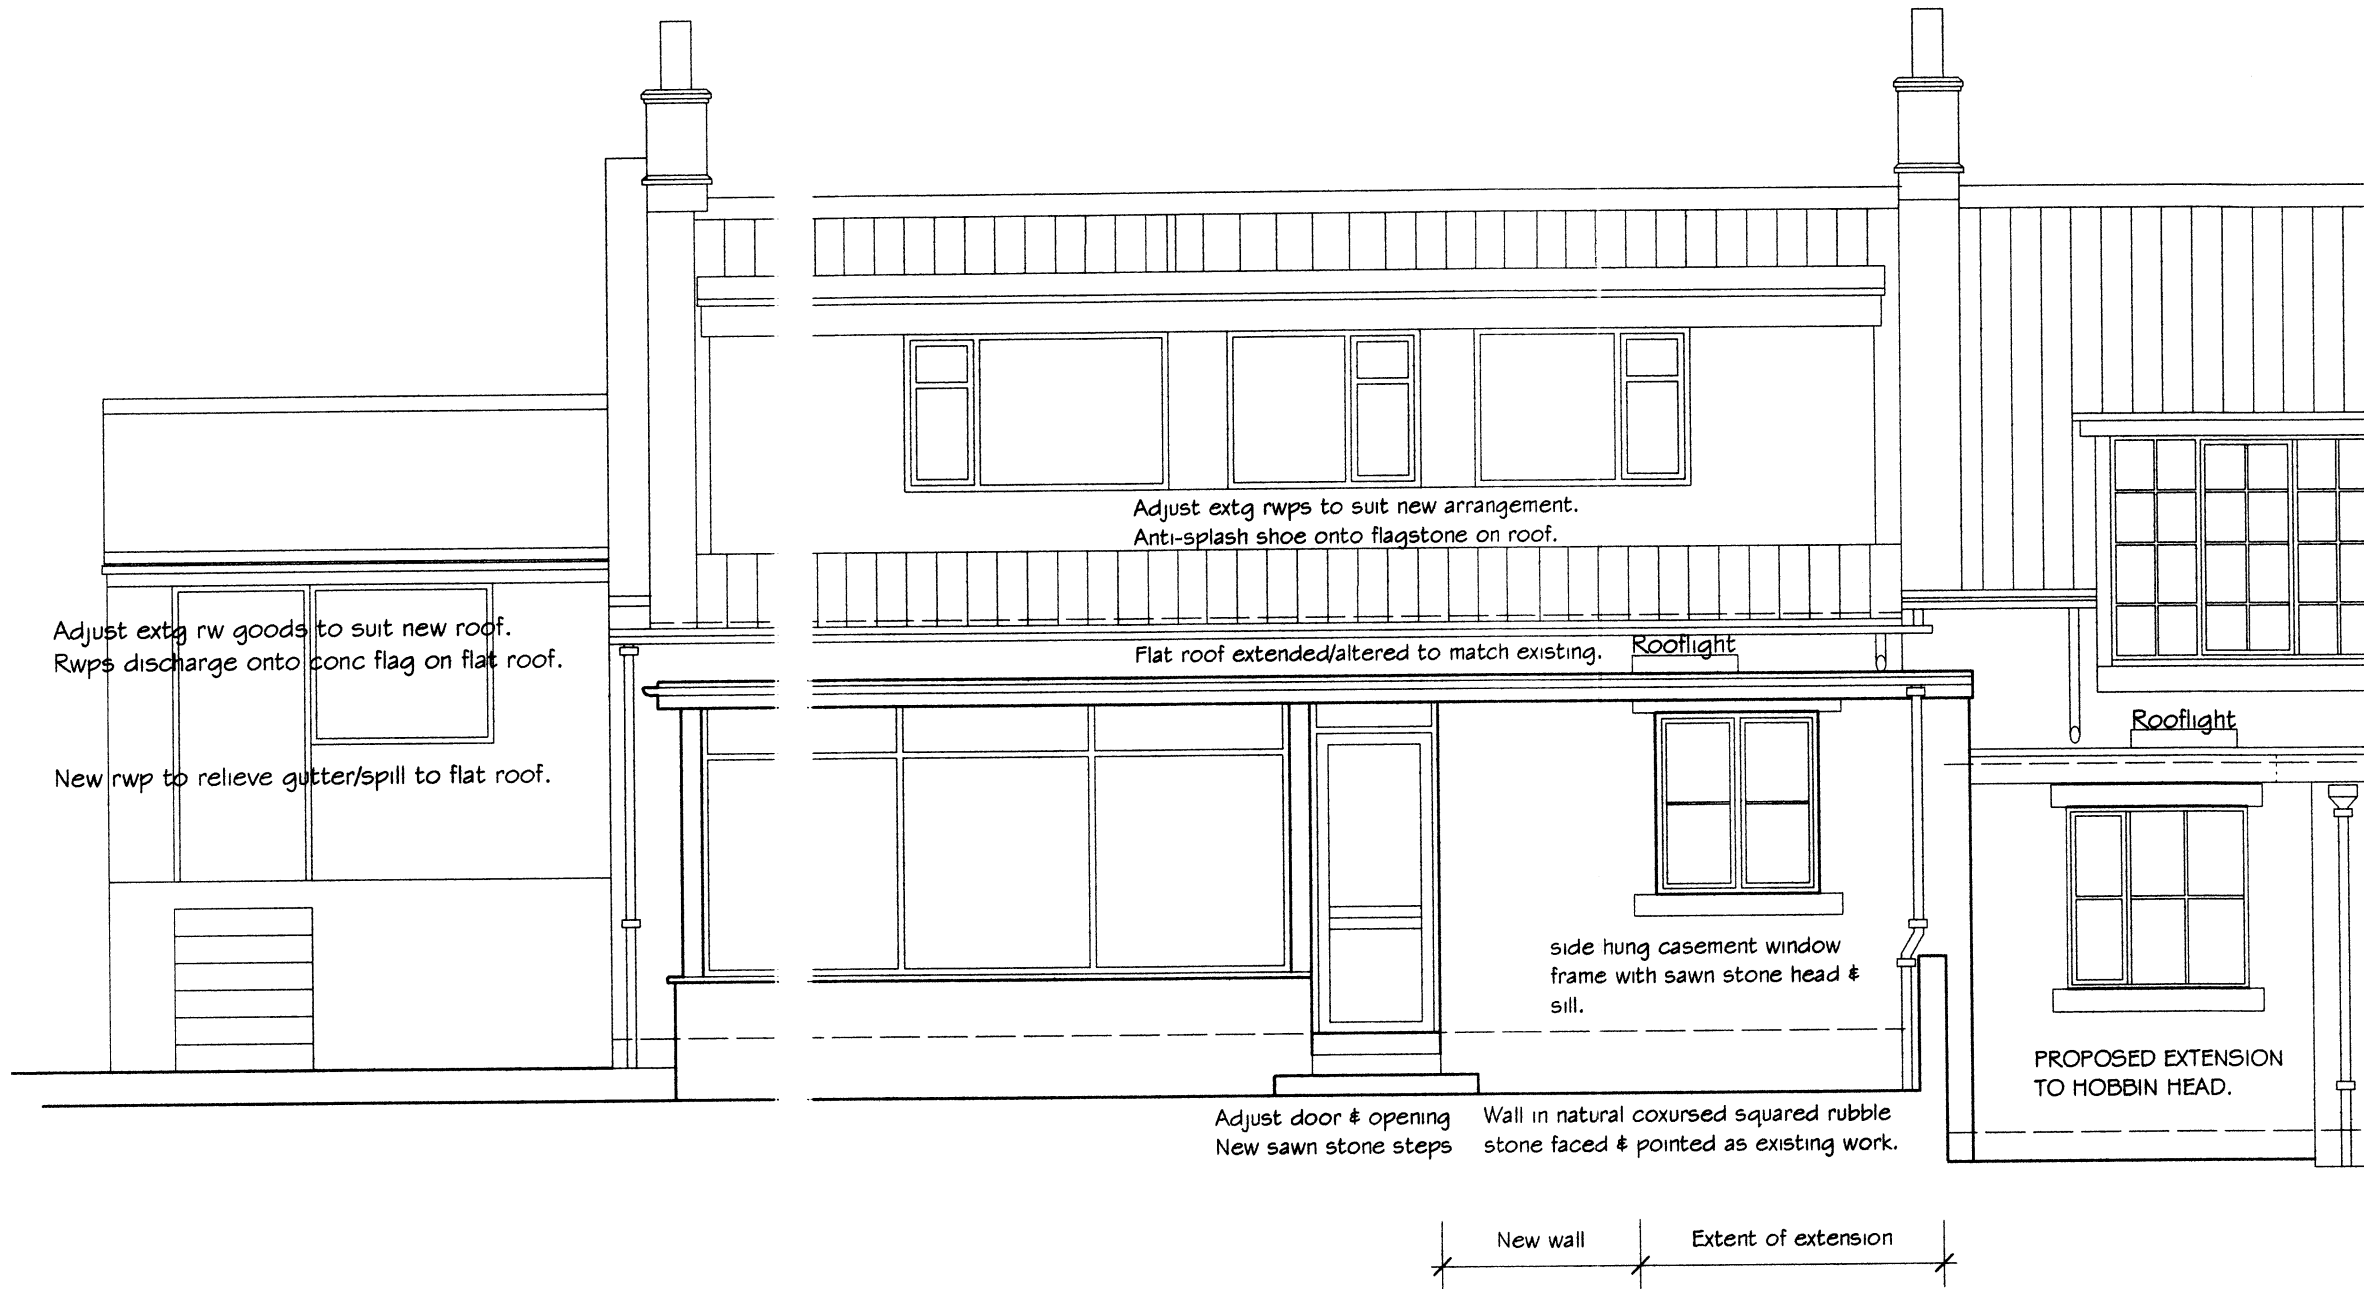 Adjust extg rwps to suit new arrangement.
Anti-splash shoe onto flagstone on roof.
Adjust extg rw goods to suit new roof.
Rwps discharge onto conc flag on flat roof.
Flat roof extended/altered to match existing.
Rooflight
Rooflight
New rwp to relieve gutter/spill to flat roof.
side hung casement window
frame with sawn stone head &
sill.
PROPOSED EXTENSION
TO HOBBIN HEAD.
Adjust door & opening
New sawn stone steps
Wall in natural coxursed squared rubble
stone faced & pointed as existing work.
New wall
Extent of extension